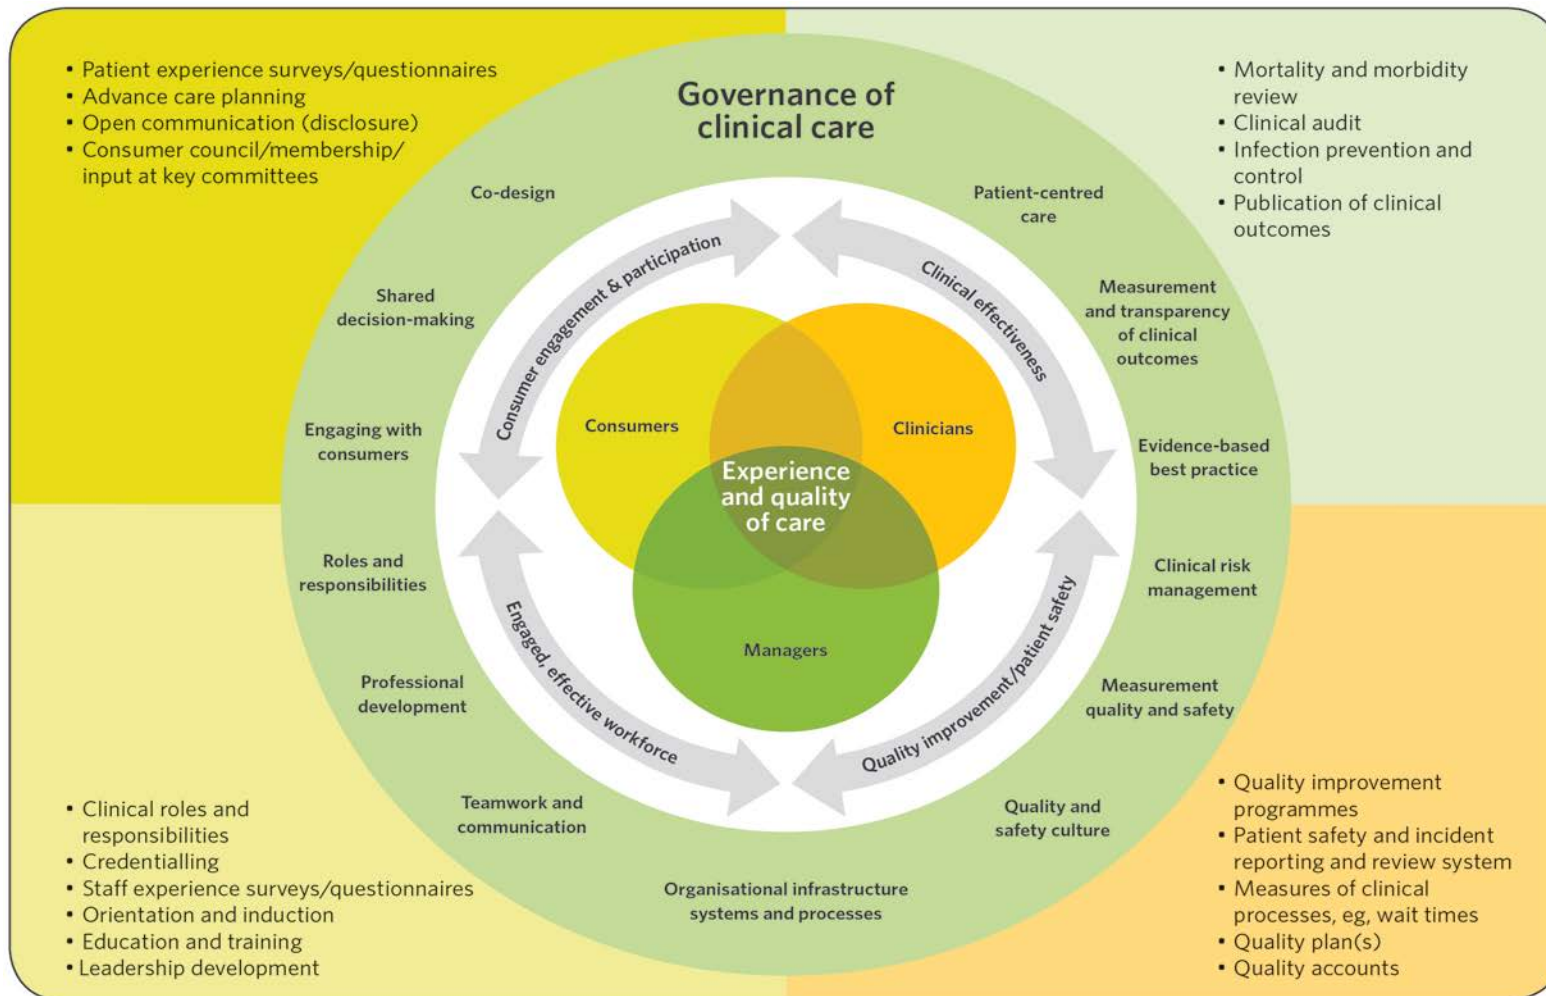 • Patient experience surveys/questionnaires
• Advance care planning
• Open communication (disclosure)
• Consumer council/membership/
input at key committees
Governance of
clinical care
• Mortality and morbidity
review
• Clinical audit
• Infection prevention and
control
• Publication of clinical
outcomes
Co-design
Shared
decision-making
Engaging with
consumers
Patient-centred
care
Measurement
and transparency
of clinical
outcomes
Evidence-based
best practice
Consumer engagement & participation
Clinical effectiveness
Consumers
Clinicians
Experience
and quality
of care
Managers
Engaged, effective workforce
Quality improvement/patient safety
Roles and
responsibilities
Professional
development
Teamwork and
communication
Clinical risk
management
Measurement
quality and safety
Quality and
safety culture
Organisational infrastructure
systems and processes
• Clinical roles and
responsibilities
• Credentialling
• Staff experience surveys/questionnaires
• Orientation and induction
• Education and training
• Leadership development
• Quality improvement
programmes
• Patient safety and incident
reporting and review system
• Measures of clinical
processes, eg, wait times
• Quality plan(s)
• Quality accounts